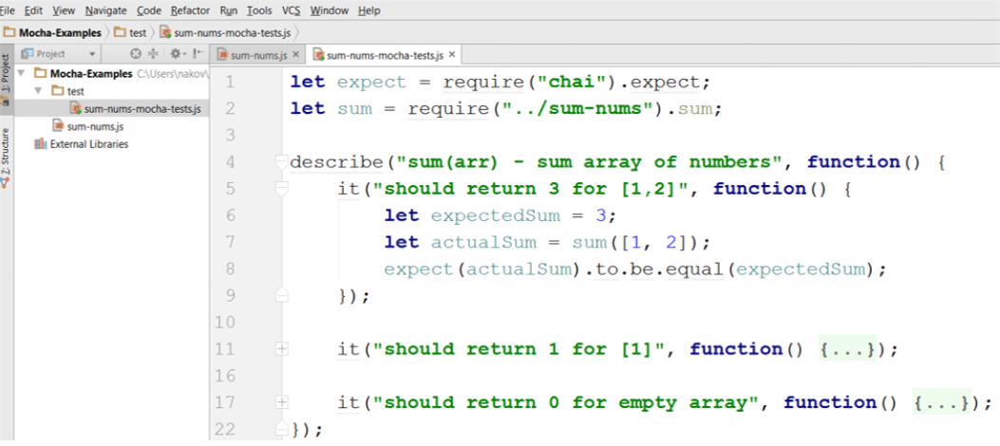 File Edit View Navigate Code Refactor Run Tools VCS Window Help
Mocha-Examples test sum-nums-mocha-tests.js
Project sum-nums.js sum-nums-mocha-tests.js
1: Project
Z: Structure
Mocha-Examples C:\Users\nakov\
test
sum-nums-mocha-tests.js
sum-nums.js
External Libraries
1 let expect = require("chai").expect;
2 let sum = require("../sum-nums").sum;
3
4 describe("sum(arr) - sum array of numbers", function() {
5 it("should return 3 for [1,2]", function() {
6 let expectedSum = 3;
7 let actualSum = sum([1, 2]);
8 expect(actualSum).to.be.equal(expectedSum);
9 });
10
11 it("should return 1 for [1]", function() {...});
16
17 it("should return 0 for empty array", function() {...});
22 });